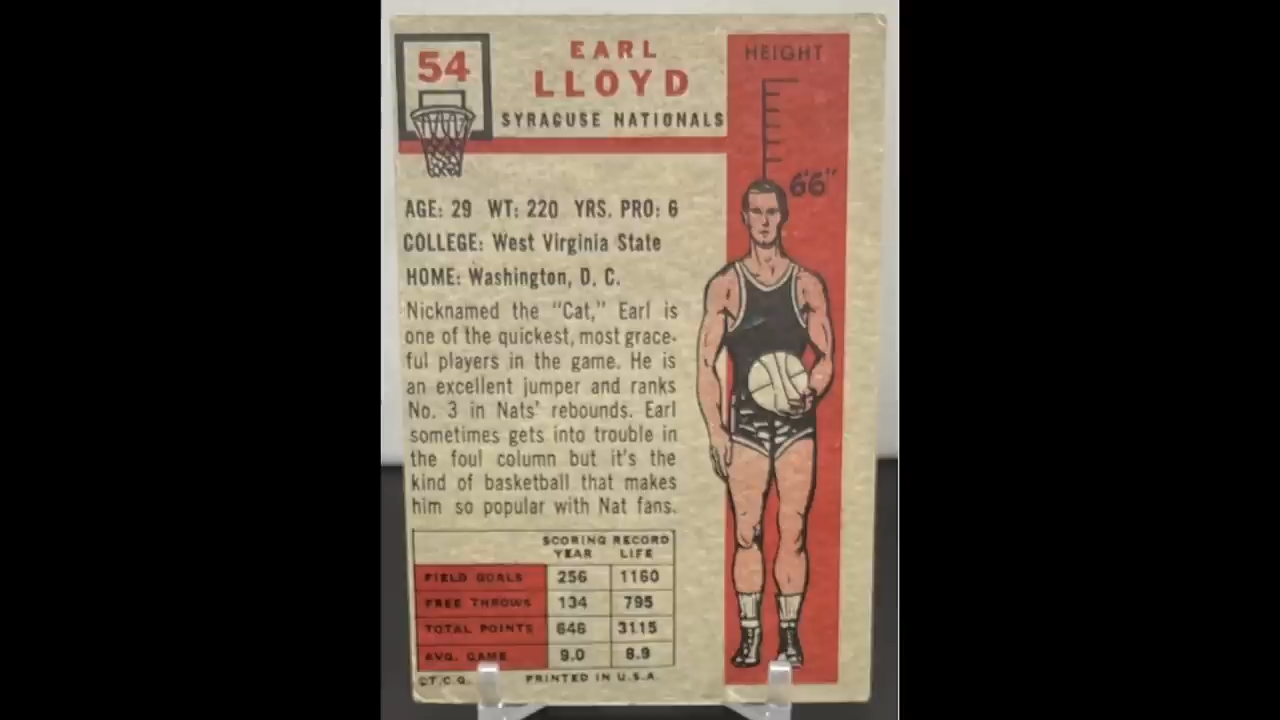 54
EARL
LLOYD
SYRACUSE NATIONALS
HEIGHT
6'6"
AGE: 29 WT: 220 YRS. PRO: 6
COLLEGE: West Virginia State
HOME: Washington, D. C.
Nicknamed the "Cat," Earl is
one of the quickest, most grace-
ful players in the game. He is
an excellent jumper and ranks
No. 3 in Nats' rebounds. Earl
sometimes gets into trouble in
the foul column but it's the
kind of basketball that makes
him so popular with Nat fans.
SCORING RECORD
YEAR LIFE
FIELD GOALS 256 1160
FREE THROWS 134 795
TOTAL POINTS 646 3115
AVG. GAME 9.0 8.9
©T.C.G. PRINTED IN U.S.A.